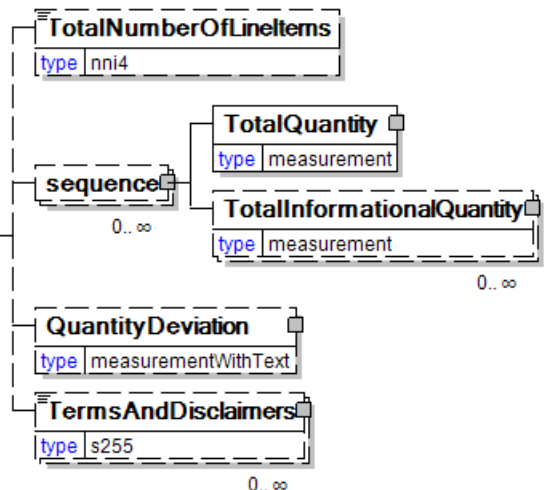 TotalNumberOfLineItems
type nni4
TotalQuantity
type measurement
sequence
0.. ∞
TotalInformationalQuantity
type measurement
0.. ∞
QuantityDeviation
type measurementWithText
TermsAndDisclaimers
type s255
0.. ∞